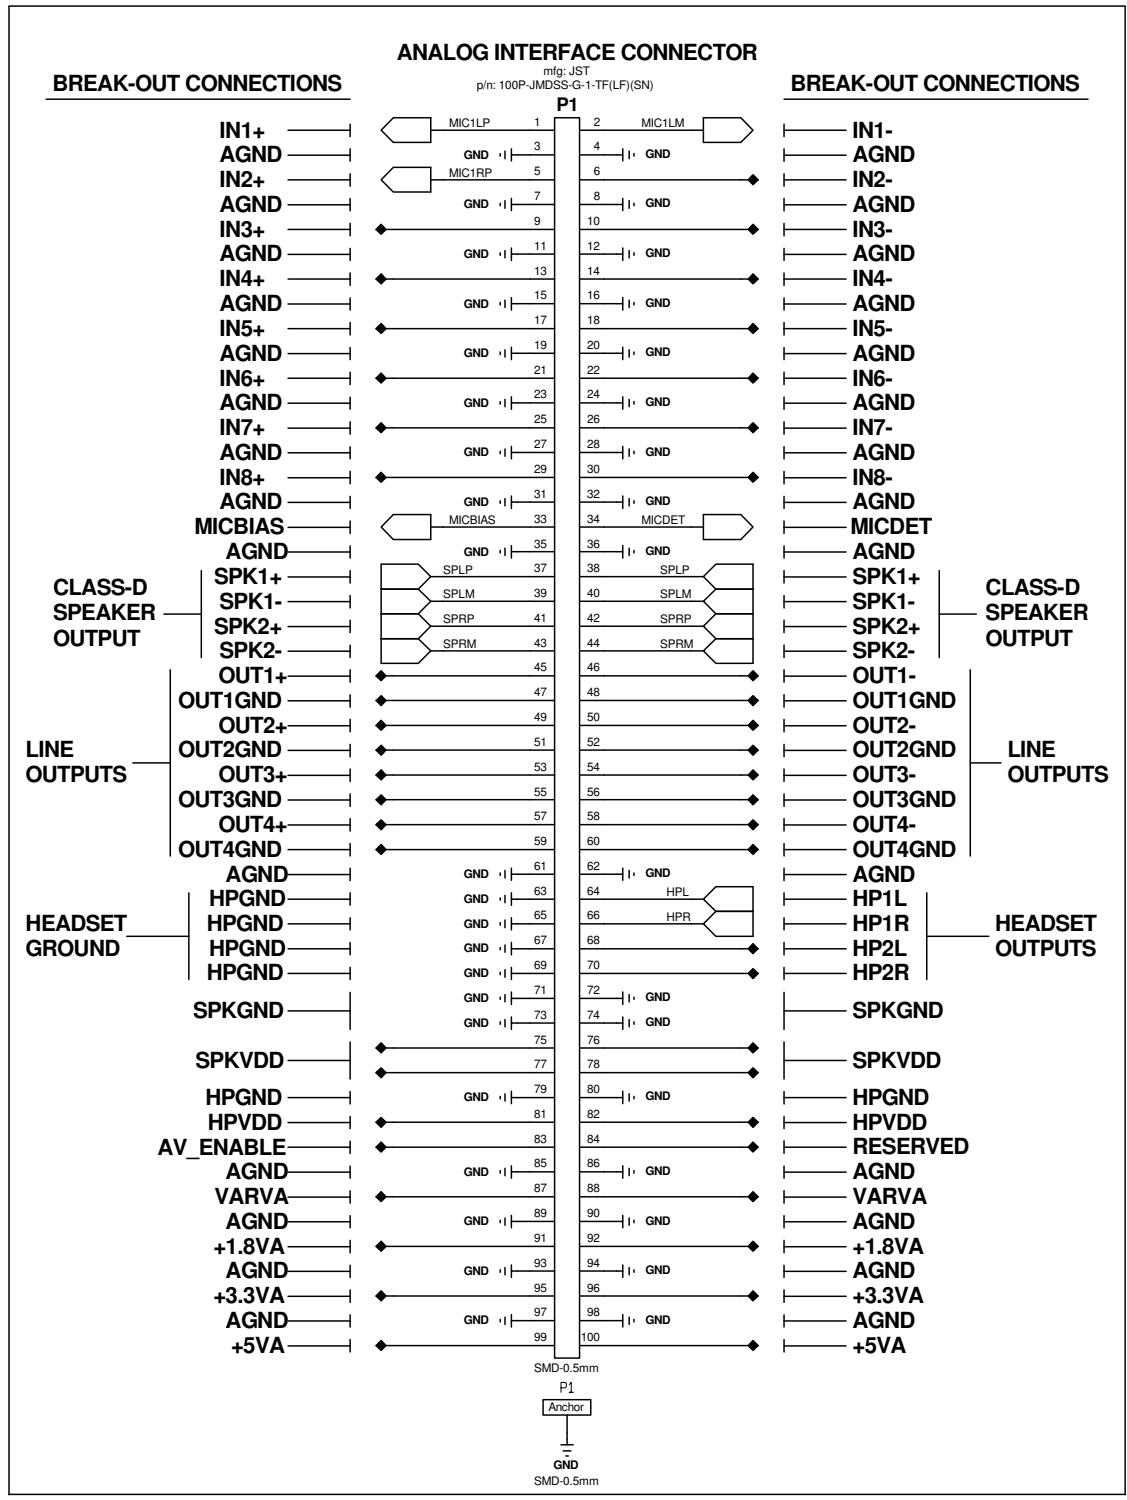 ANALOG INTERFACE CONNECTOR
mfg: JST
p/n: 100P-JMDSS-G-1-TF(LF)(SN)
BREAK-OUT CONNECTIONS BREAK-OUT CONNECTIONS
P1
IN1+ MIC1LP 1 2 MIC1LM IN1-
AGND GND 3 4 GND AGND
IN2+ MIC1RP 5 6 IN2-
AGND GND 7 8 GND AGND
IN3+ 9 10 IN3-
AGND GND 11 12 GND AGND
IN4+ 13 14 IN4-
AGND GND 15 16 GND AGND
IN5+ 17 18 IN5-
AGND GND 19 20 GND AGND
IN6+ 21 22 IN6-
AGND GND 23 24 GND AGND
IN7+ 25 26 IN7-
AGND GND 27 28 GND AGND
IN8+ 29 30 IN8-
AGND GND 31 32 GND AGND
MICBIAS MICBIAS 33 34 MICDET MICDET
AGND GND 35 36 GND AGND
CLASS-D
SPEAKER
OUTPUT
SPK1+ SPLP 37 38 SPLP SPK1+
SPK1- SPLM 39 40 SPLM SPK1-
SPK2+ SPRP 41 42 SPRP SPK2+
SPK2- SPRM 43 44 SPRM SPK2-
CLASS-D
SPEAKER
OUTPUT
LINE
OUTPUTS
OUT1+ 45 46 OUT1-
OUT1GND 47 48 OUT1GND
OUT2+ 49 50 OUT2-
OUT2GND 51 52 OUT2GND
OUT3+ 53 54 OUT3-
OUT3GND 55 56 OUT3GND
OUT4+ 57 58 OUT4-
OUT4GND 59 60 OUT4GND
LINE
OUTPUTS
AGND GND 61 62 GND AGND
HEADSET
GROUND
HPGND GND 63 64 HPL HP1L
HPGND GND 65 66 HPR HP1R
HPGND GND 67 68 HP2L
HPGND GND 69 70 HP2R
HEADSET
OUTPUTS
GND 71 72 GND
SPKGND SPKGND
GND 73 74 GND
75 76
SPKVDD SPKVDD
77 78
HPGND GND 79 80 GND HPGND
HPVDD 81 82 HPVDD
AV_ENABLE 83 84 RESERVED
AGND GND 85 86 GND AGND
VARVA 87 88 VARVA
AGND GND 89 90 GND AGND
+1.8VA 91 92 +1.8VA
AGND GND 93 94 GND AGND
+3.3VA 95 96 +3.3VA
AGND GND 97 98 GND AGND
+5VA 99 100 +5VA
SMD-0.5mm
P1
Anchor
GND
SMD-0.5mm